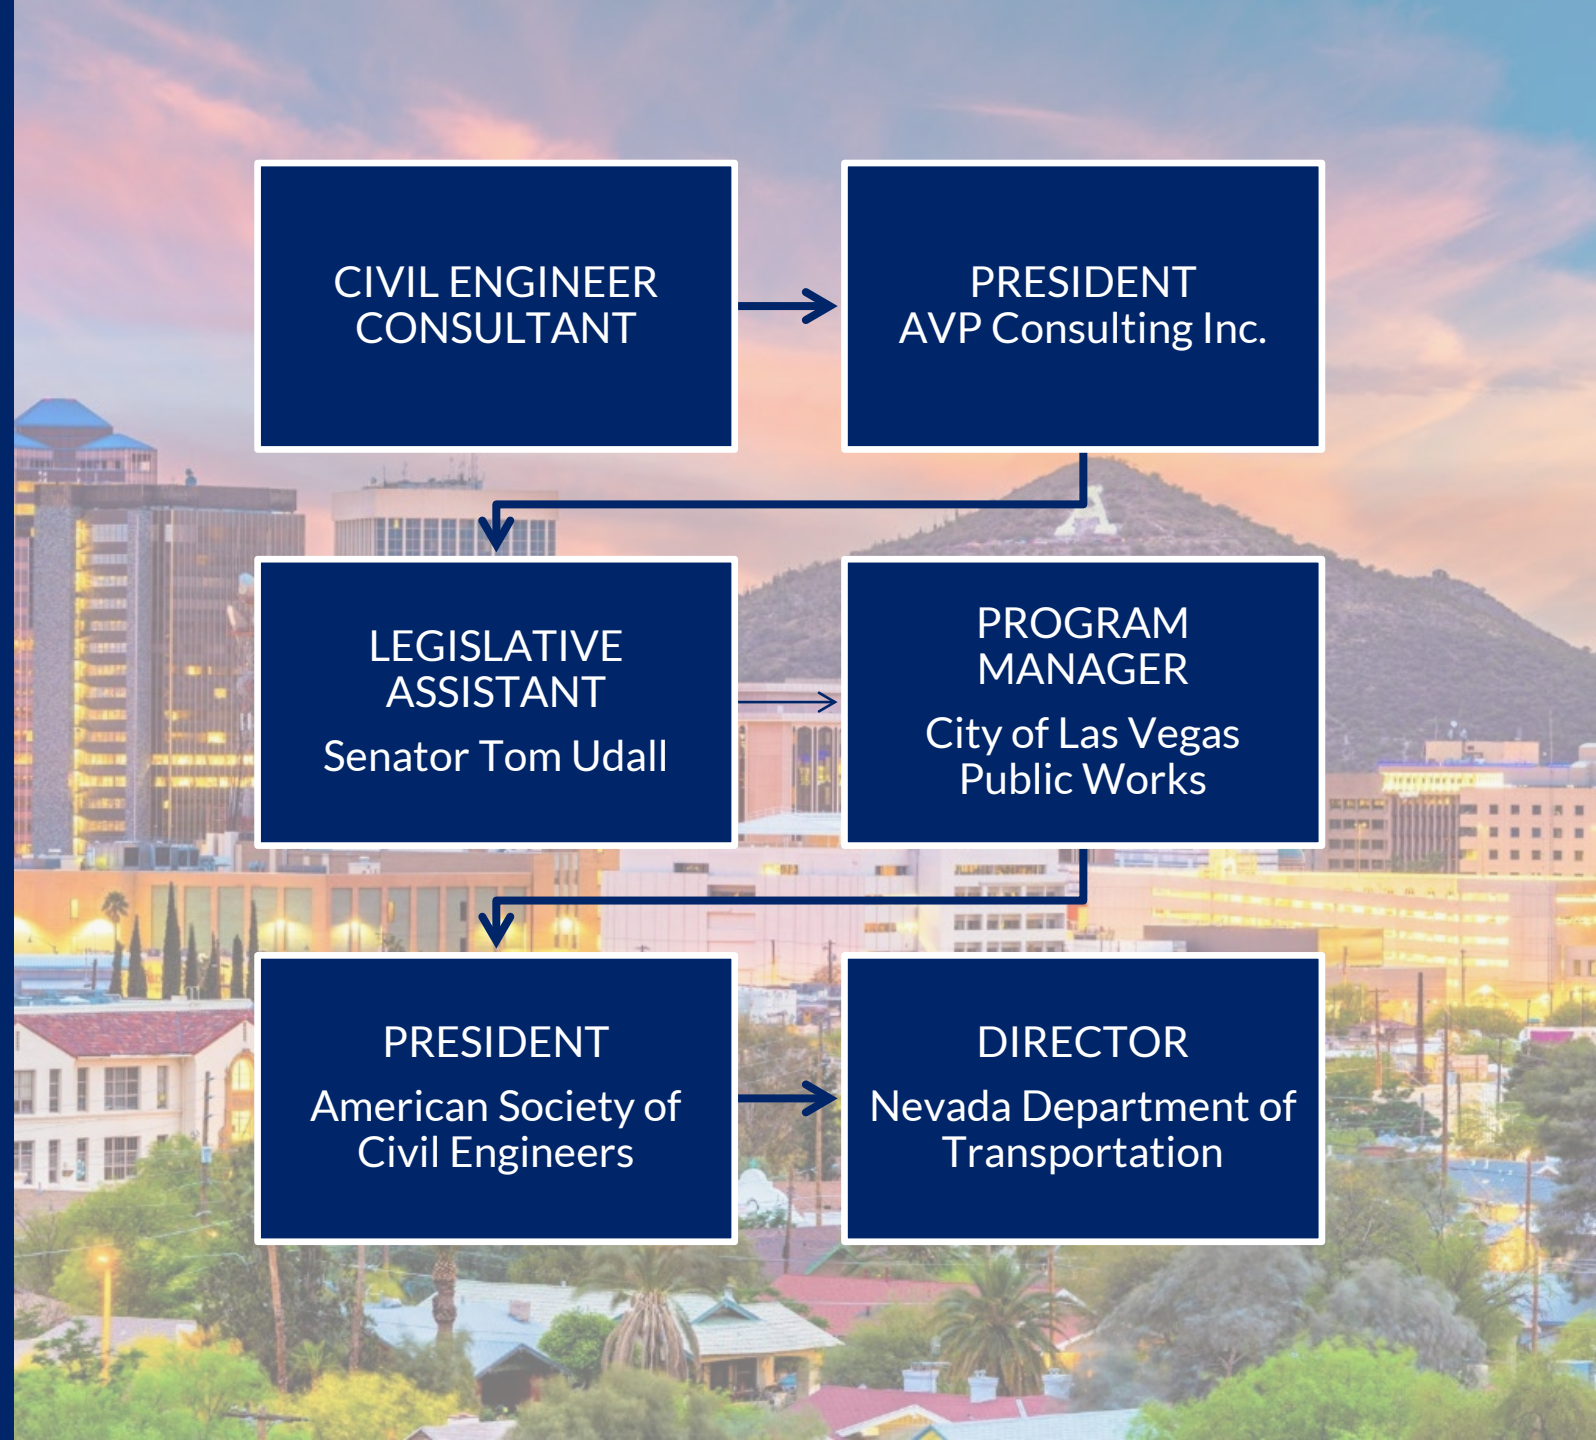 CIVIL ENGINEER
CONSULTANT
PRESIDENT
AVP Consulting Inc.
LEGISLATIVE
ASSISTANT
Senator Tom Udall
PROGRAM
MANAGER
City of Las Vegas
Public Works
PRESIDENT
American Society of
Civil Engineers
DIRECTOR
Nevada Department of
Transportation
A